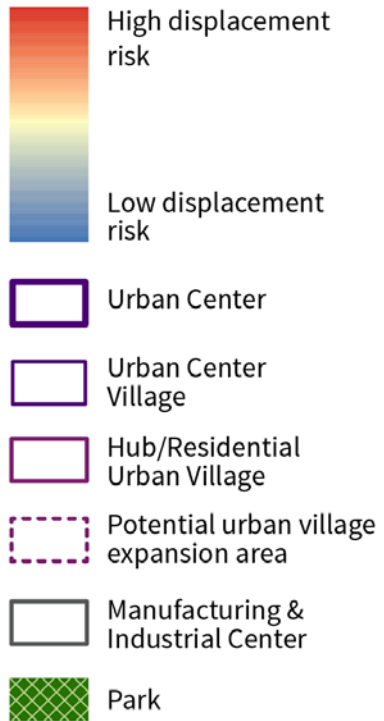 High displacement
risk
Low displacement
risk
Urban Center
Urban Center
Village
Hub/Residential
Urban Village
Potential urban village
expansion area
Manufacturing &
Industrial Center
Park